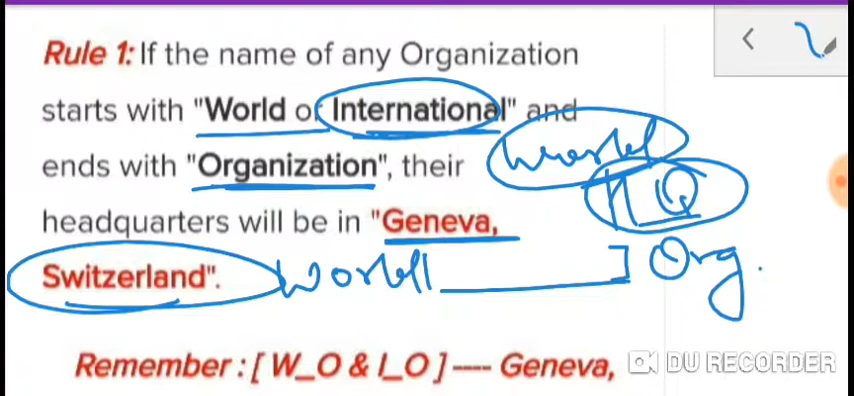 Rule 1: If the name of any Organization
starts with "World or International" and
ends with "Organization", their
World
HQ
headquarters will be in "Geneva,
Switzerland".
World ____ ] Org.
Remember : [ W_O & I_O ] ---- Geneva,
DU RECORDER